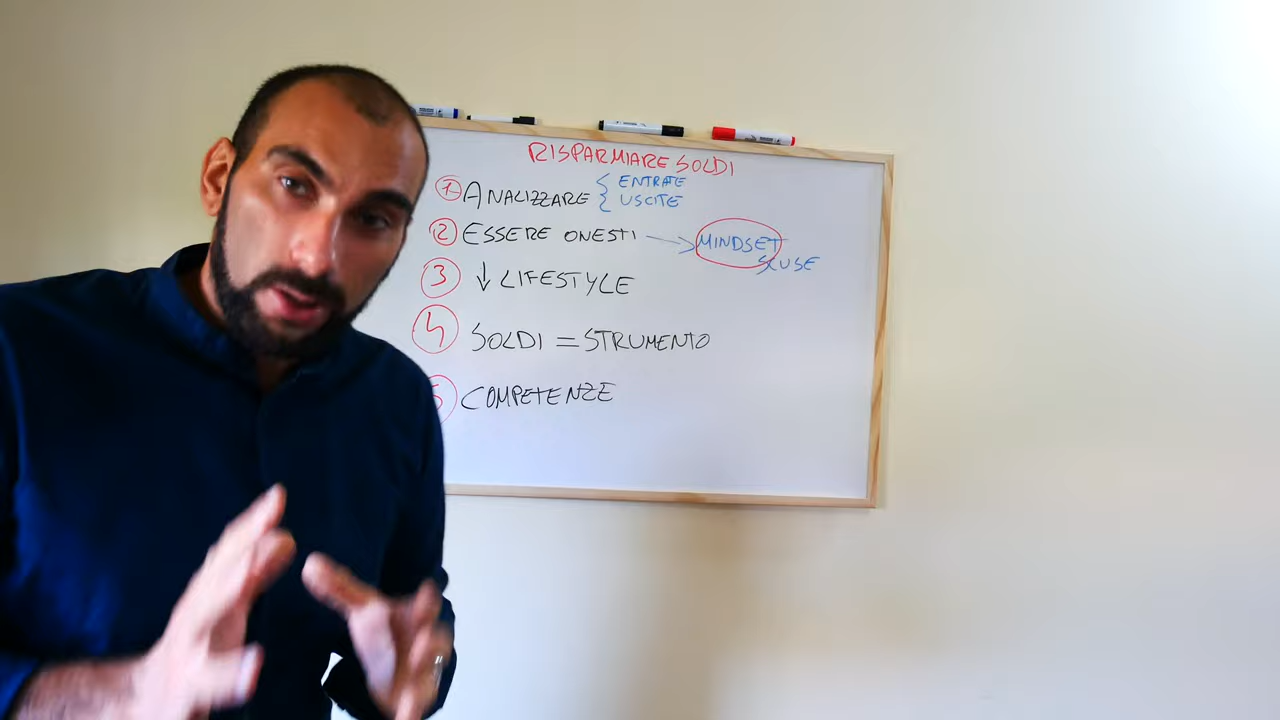 RISPARMIARE SOLDI
1 ANALIZZARE { ENTRATE
USCITE
2 ESSERE ONESTI → MINDSET
SCUSE
3 ↓ LIFESTYLE
4 SOLDI = STRUMENTO
5 COMPETENZE